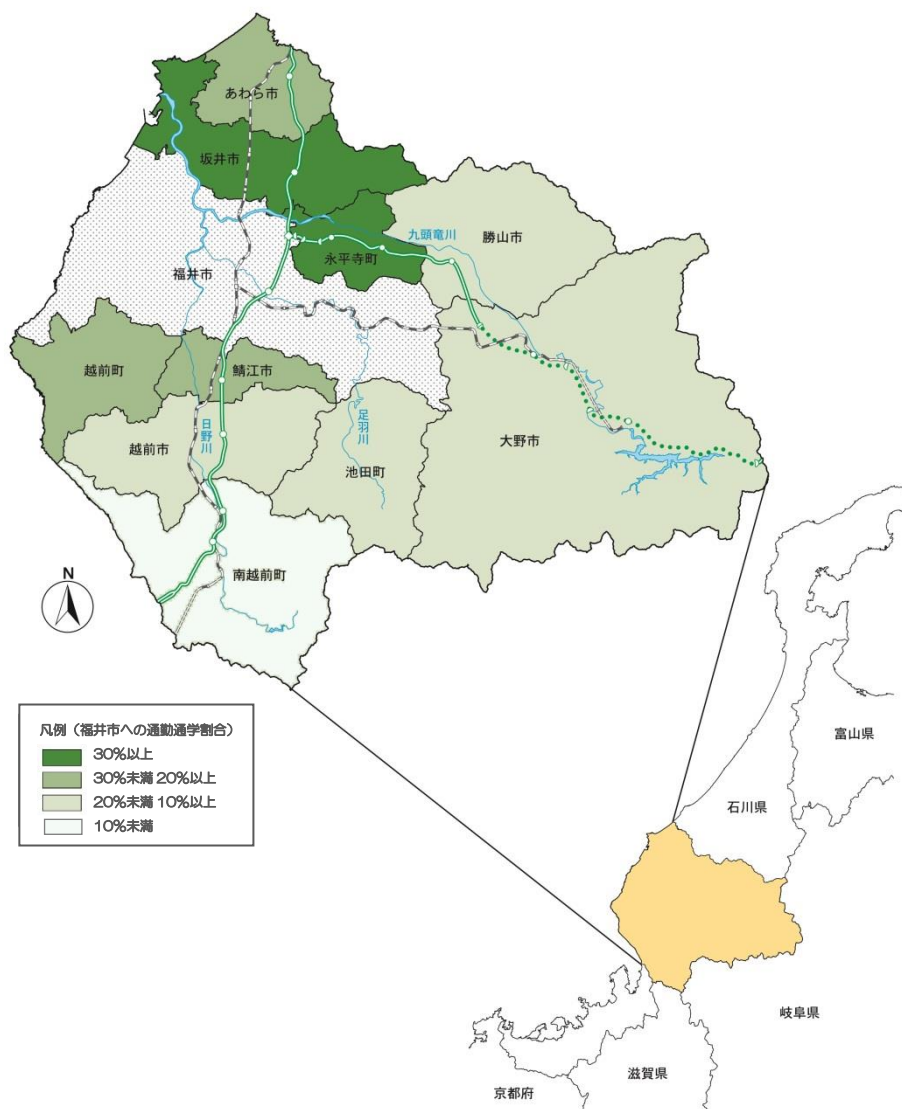 あわら市
坂井市
九頭竜川
勝山市
永平寺町
福井市
越前町
鯖江市
日野川
足羽川
越前市
池田町
大野市
N
南越前町
凡例（福井市への通勤通学割合）
30%以上
30%未満 20%以上
20%未満 10%以上
10%未満
富山県
石川県
岐阜県
滋賀県
京都府